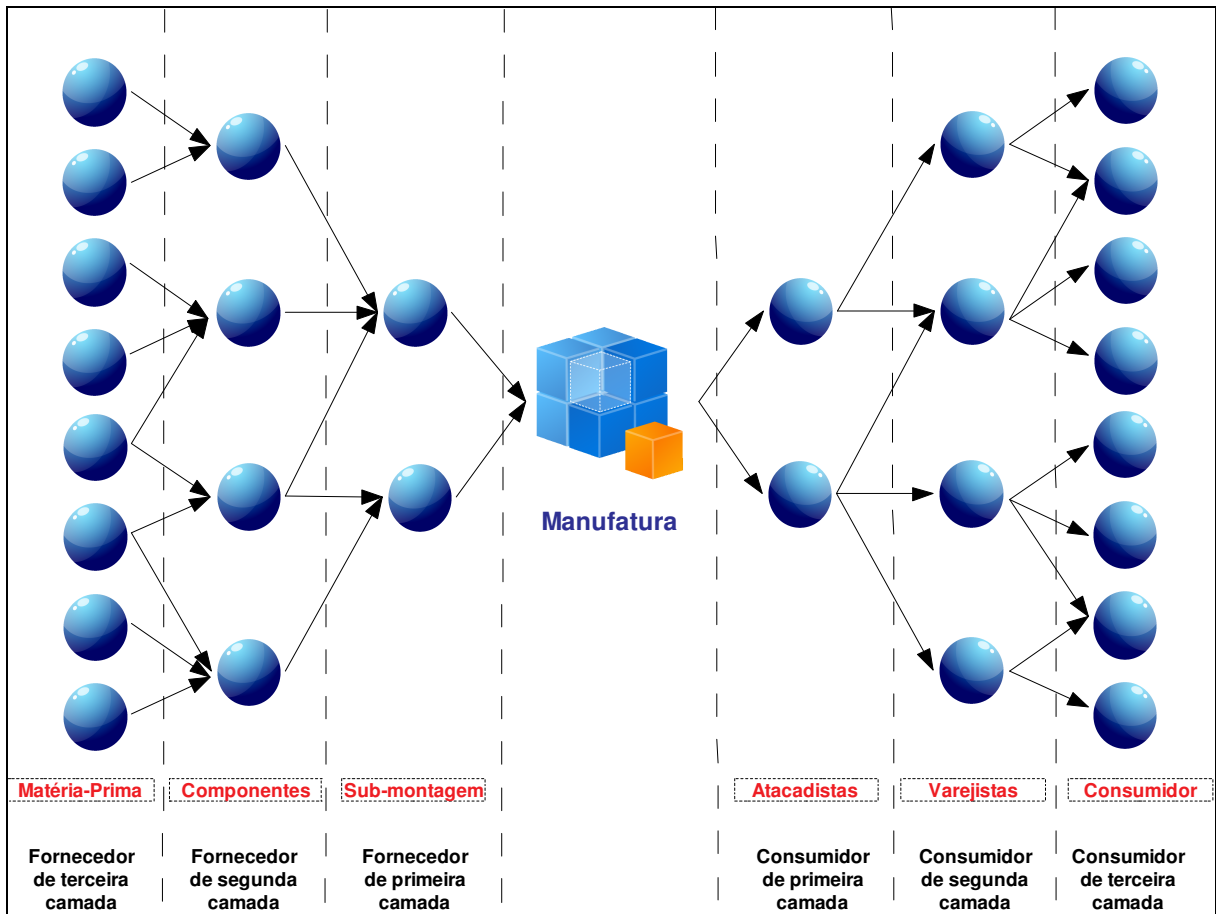 Manufatura
Matéria-Prima
Componentes
Sub-montagem
Atacadistas
Varejistas
Consumidor
Fornecedor
de terceira
camada
Fornecedor
de segunda
camada
Fornecedor
de primeira
camada
Consumidor
de primeira
camada
Consumidor
de segunda
camada
Consumidor
de terceira
camada